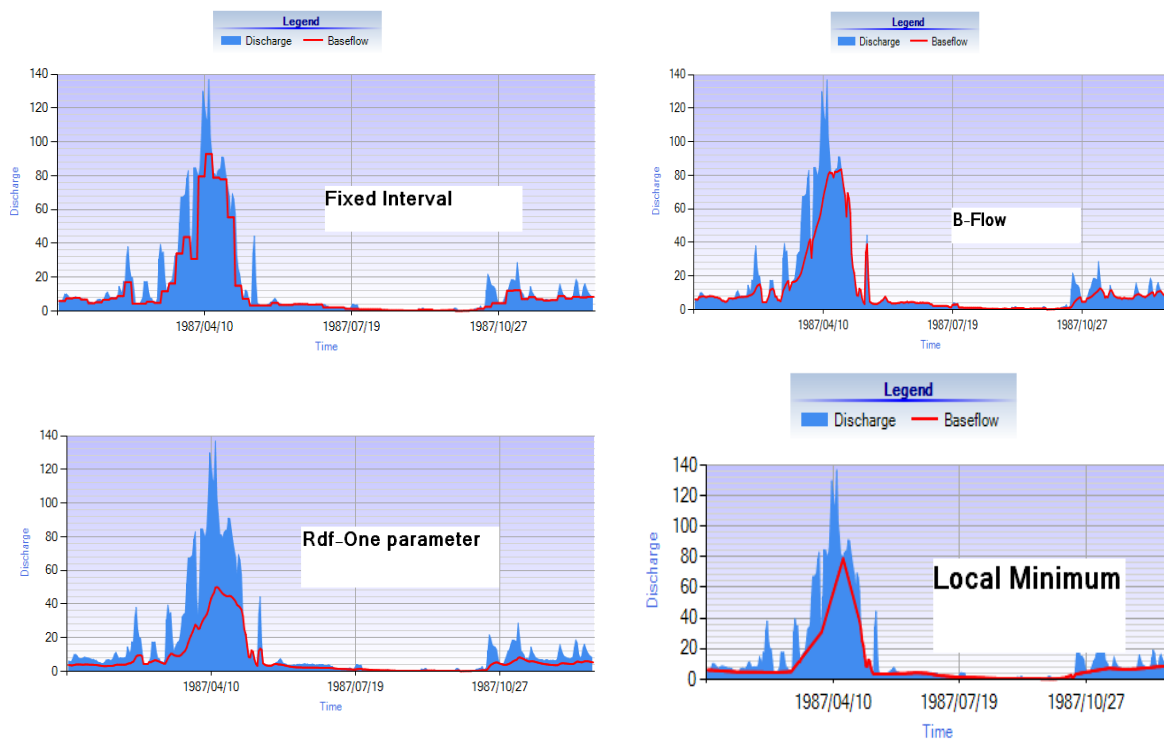 Legend
Discharge Baseflow
140
120
100
80
60
40
20
0
Discharge
Fixed Interval
1987/04/10 1987/07/19 1987/10/27
Time
Legend
Discharge Baseflow
140
120
100
80
60
40
20
0
Discharge
B-Flow
1987/04/10 1987/07/19 1987/10/27
Time
140
120
100
80
60
40
20
0
Discharge
Rdf-One parameter
1987/04/10 1987/07/19 1987/10/27
Time
Legend
Discharge Baseflow
140
120
100
80
60
40
20
0
Discharge
Local Minimum
1987/04/10 1987/07/19 1987/10/27
Time